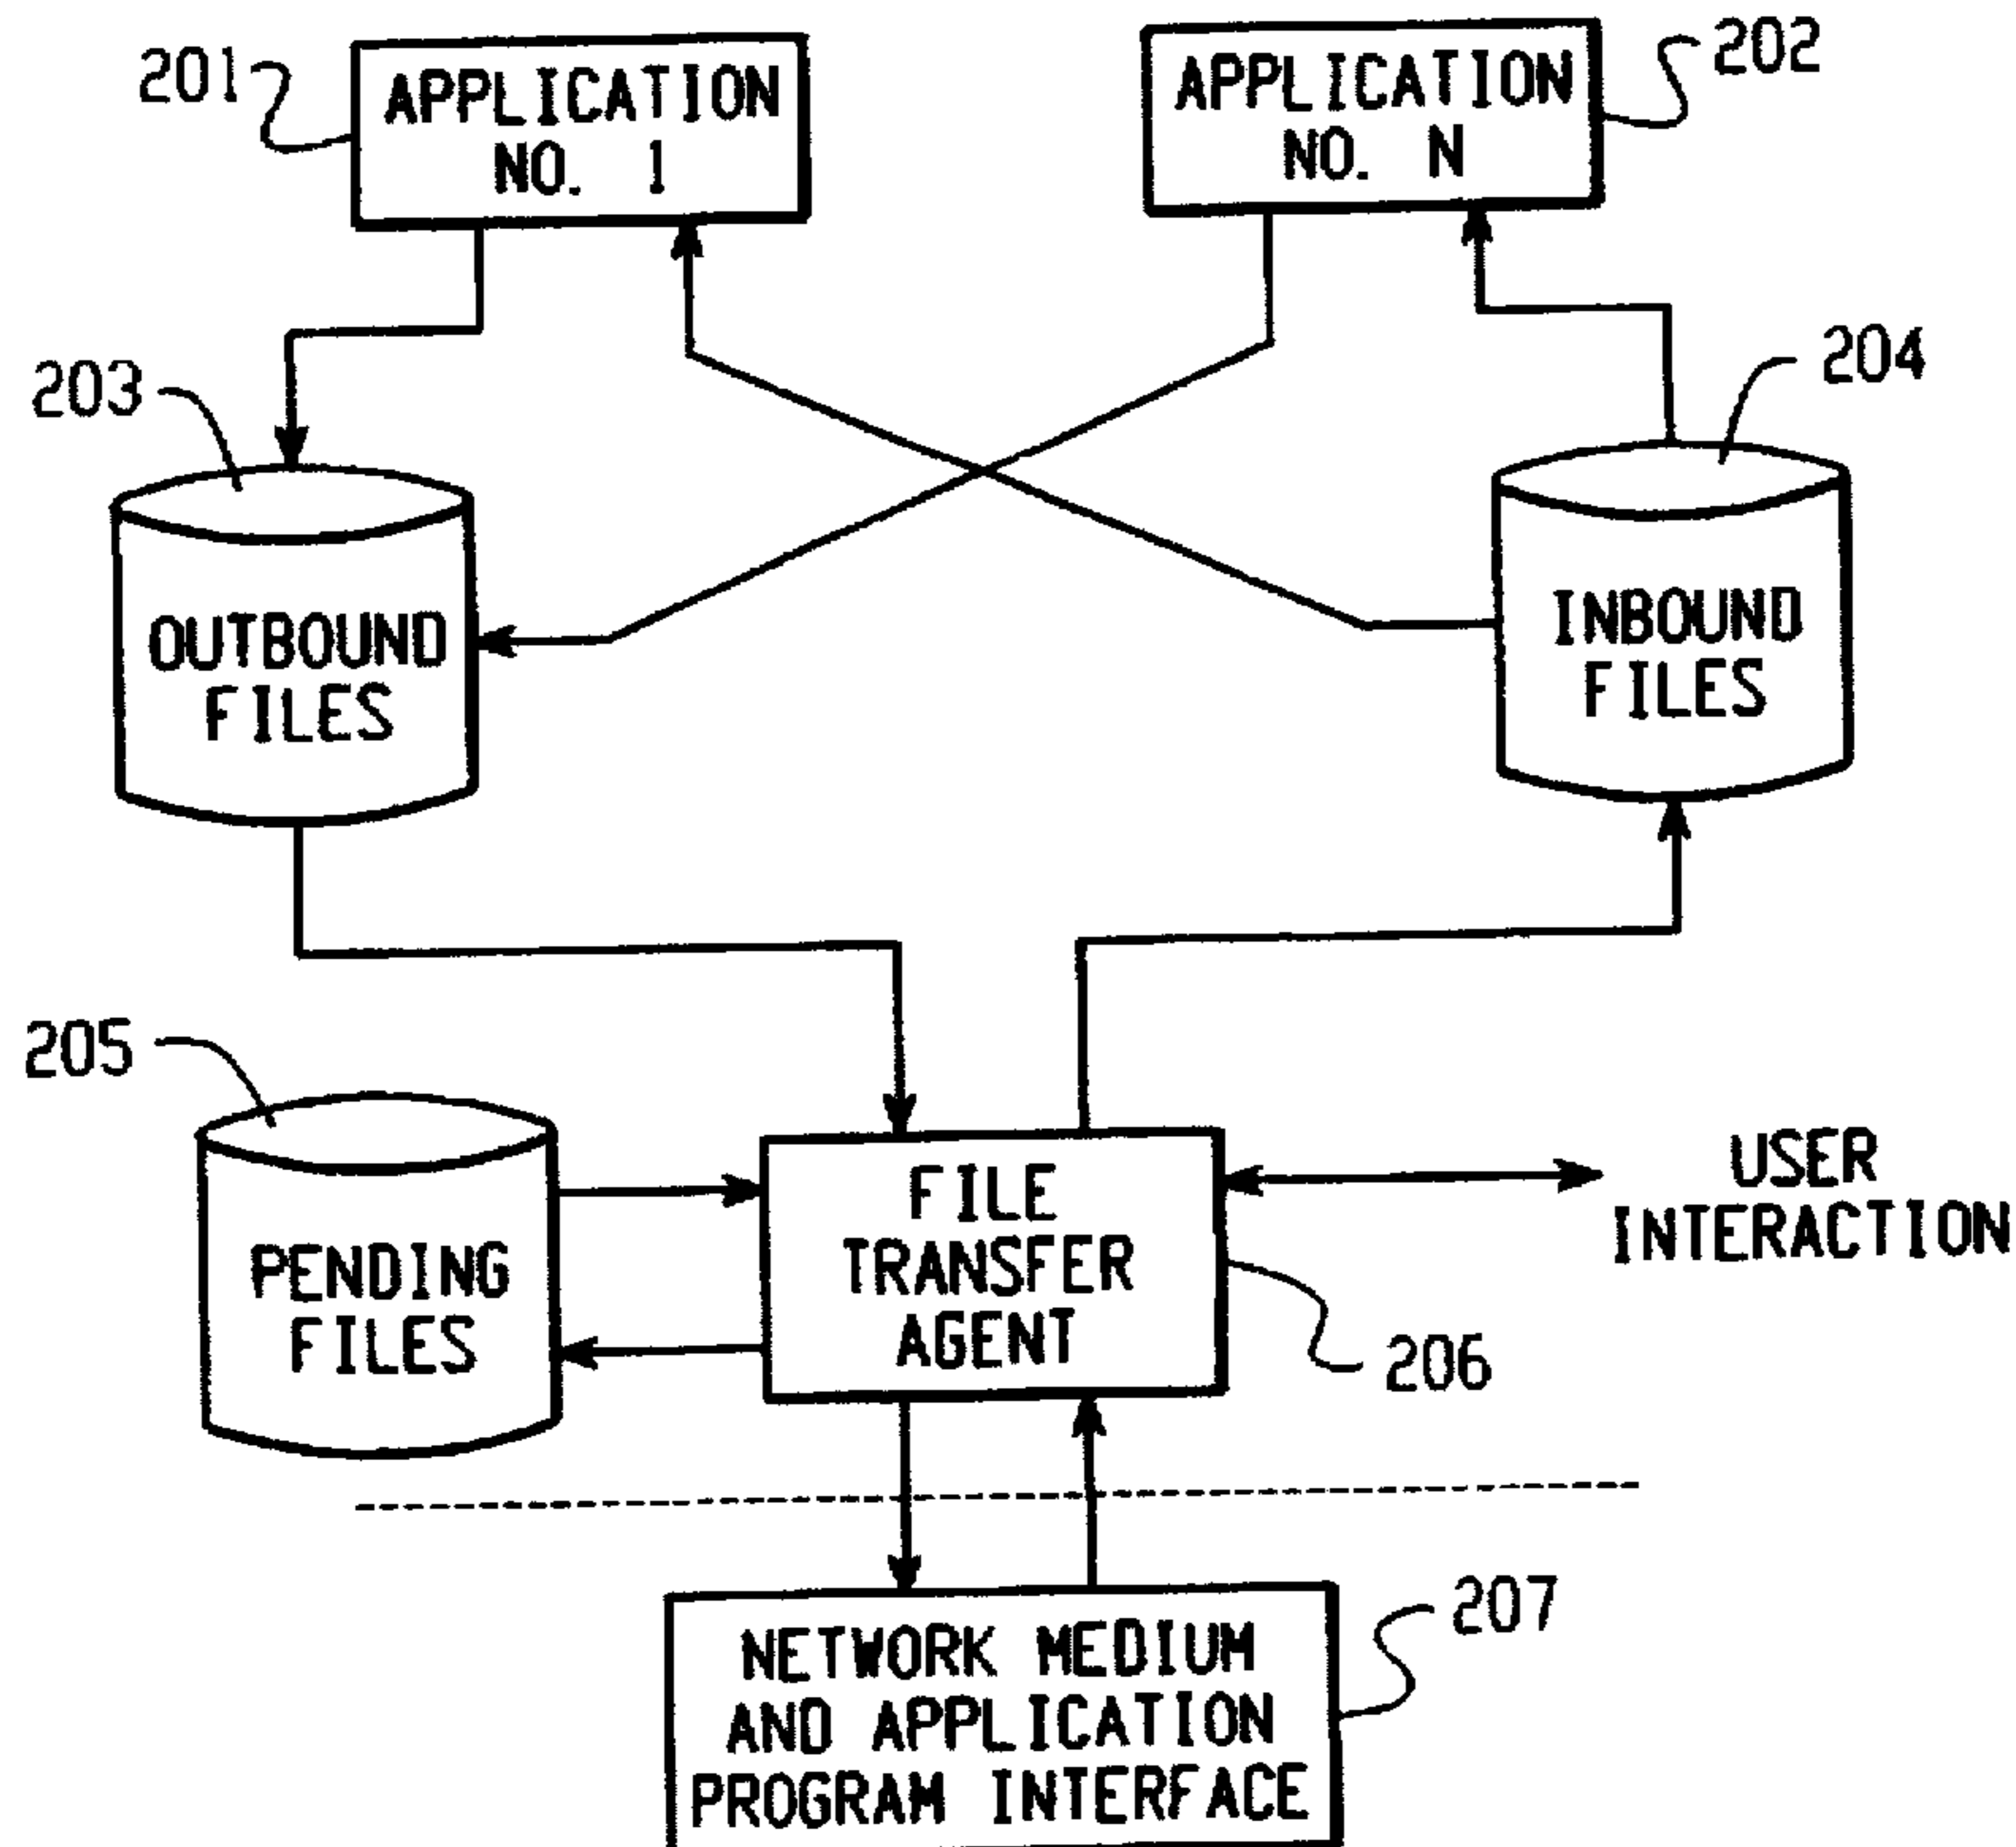 201
APPLICATION
NO. 1
APPLICATION
NO. N
202
203
204
OUTBOUND
FILES
INBOUND
FILES
205
PENDING
FILES
FILE
TRANSFER
AGENT
USER
INTERACTION
206
207
NETWORK MEDIUM
AND APPLICATION
PROGRAM INTERFACE